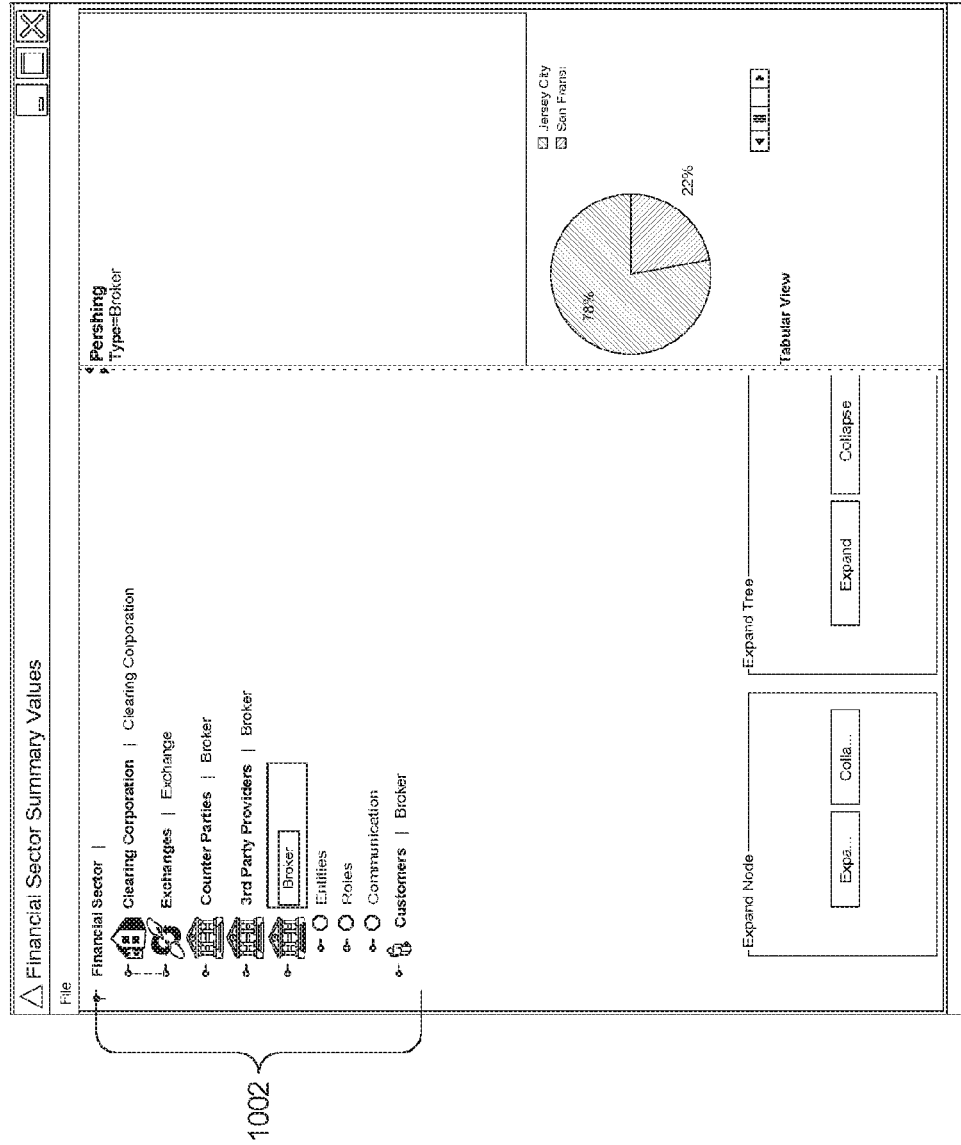 Financial Sector Summary Values
File
Financial Sector |
Clearing Corporation | Clearing Corporation
Exchanges | Exchange
Counter Parties | Broker
3rd Party Providers | Broker
Broker
Entities
Roles
Communication
Customers | Broker
1002
Expand Node
Expa...
Colla...
Expand Tree
Expand
Collapse
Pershing
Type=Broker
78%
22%
Jersey City
San Frans
Tabular View